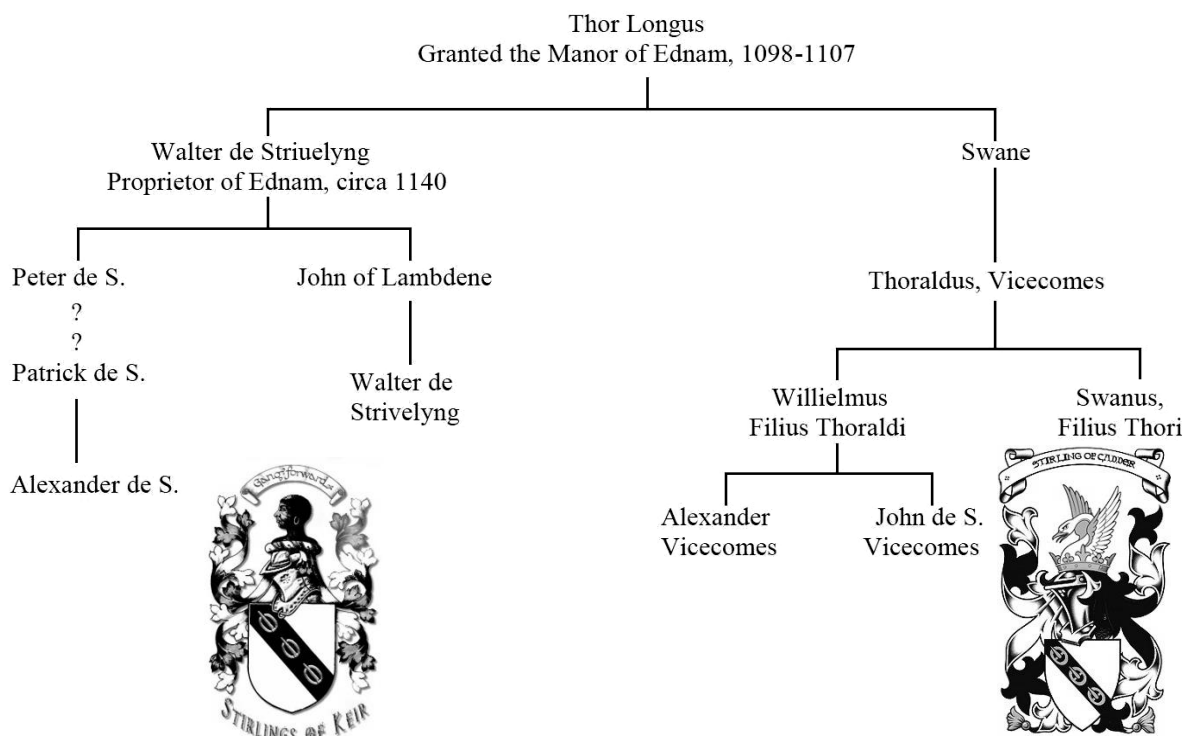 Thor Longus
Granted the Manor of Ednam, 1098-1107
Walter de Striuelyng
Proprietor of Ednam, circa 1140
Swane
Peter de S.
John of Lambdene
Thoraldus, Vicecomes
?
?
Patrick de S.
Walter de
Strivelyng
Willielmus
Filius Thoraldi
Swanus,
Filius Thori
Alexander de S.
Alexander
Vicecomes
John de S.
Vicecomes
Gang forward
STIRLINGS OF KEIR
STIRLING OF CADDER